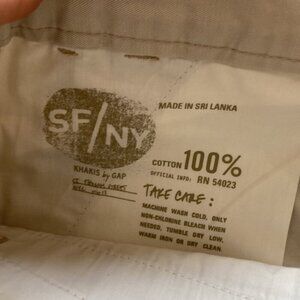 SF/NY
MADE IN SRI LANKA
KHAKIS by GAP
COTTON 100%
OFFICIAL INFO: RN 54023
TAKE CARE:
MACHINE WASH COLD, ONLY
NON-CHLORINE BLEACH WHEN
NEEDED, TUMBLE DRY LOW,
WARM IRON OR DRY CLEAN.